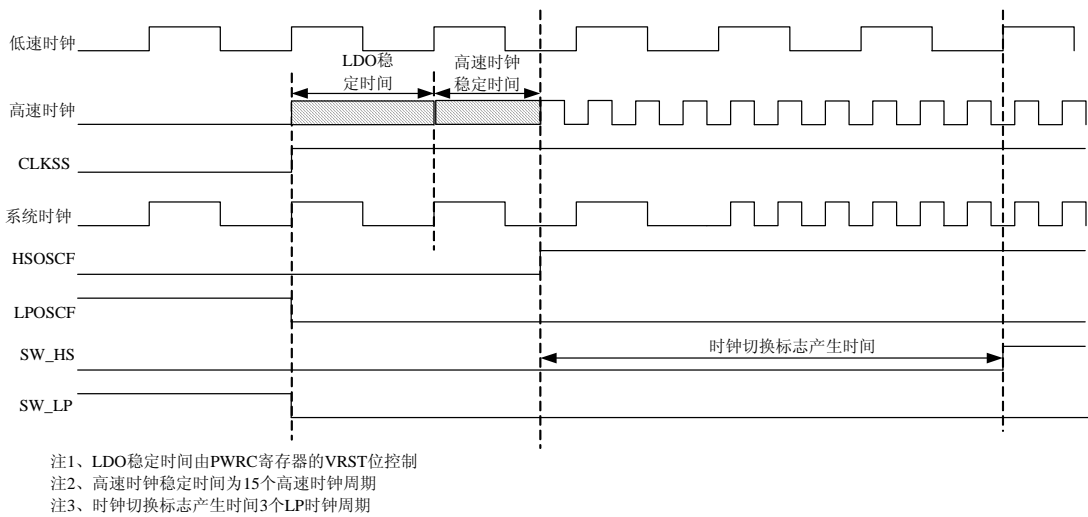 低速时钟
LDO稳
定时间
高速时钟
稳定时间
高速时钟
CLKSS
系统时钟
HSOSCF
LPOSCF
SW_HS
时钟切换标志产生时间
SW_LP
注1、LDO稳定时间由PWRC寄存器的VRST位控制
注2、高速时钟稳定时间为15个高速时钟周期
注3、时钟切换标志产生时间3个LP时钟周期